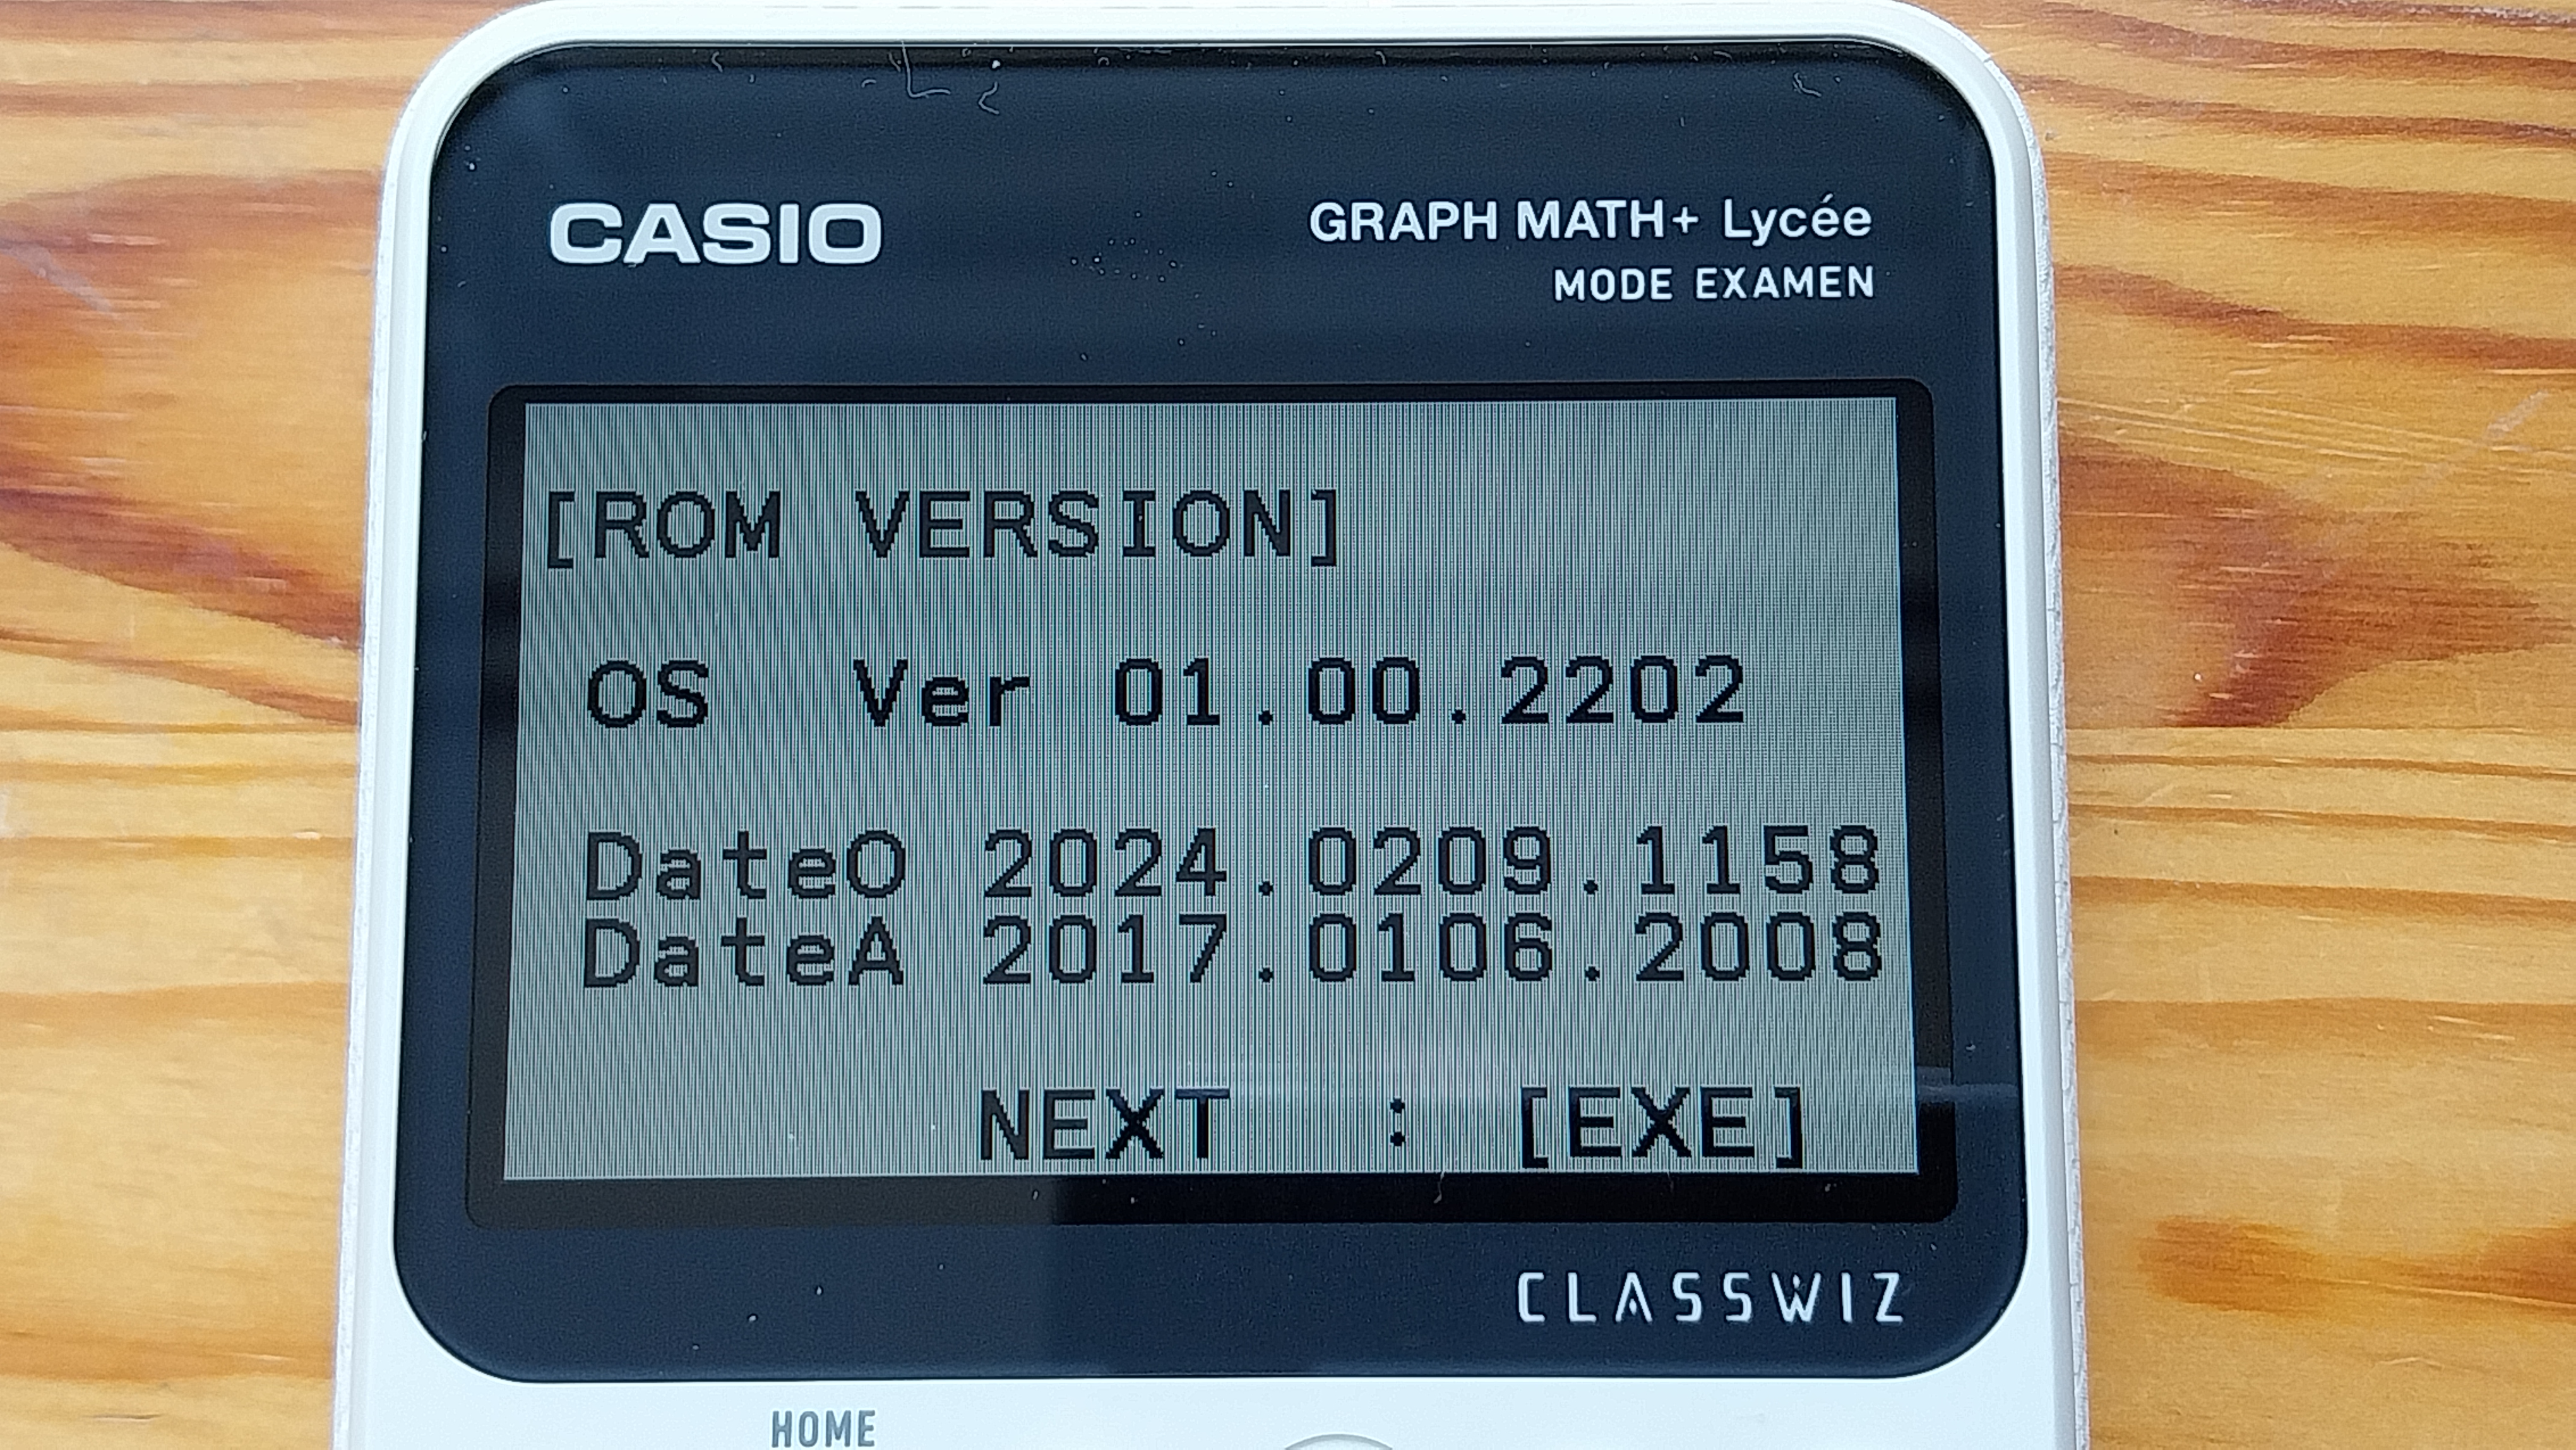 CASIO
GRAPH MATH+ Lycée
MODE EXAMEN
[ROM VERSION]
OS Ver 01.00.2202
DateO 2024.0209.1158
DateA 2017.0106.2008
NEXT : [EXE]
CLASSWIZ
HOME